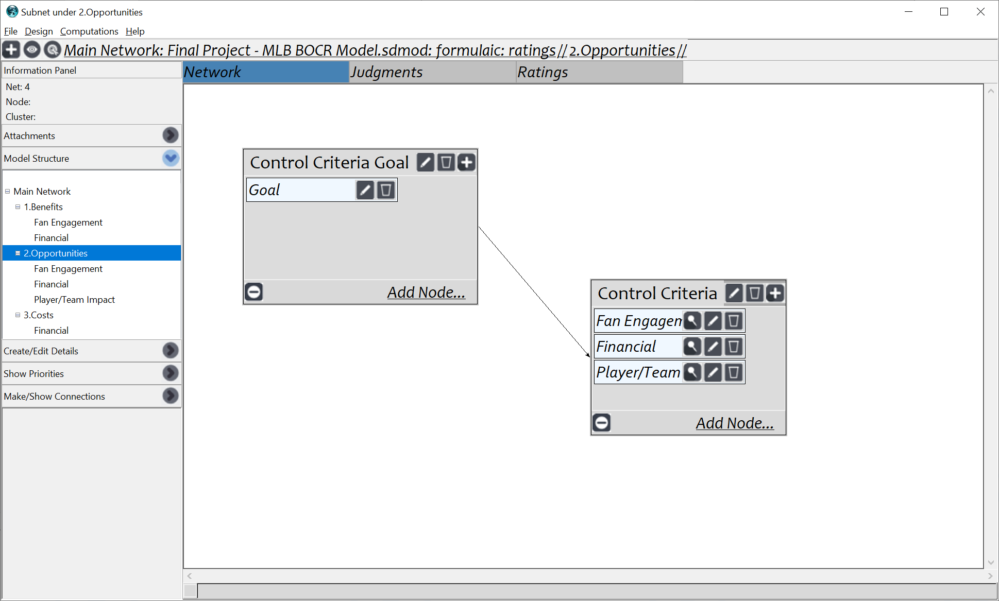 Subnet under 2.Opportunities
File Design Computations Help
Main Network: Final Project - MLB BOCR Model.sdmod: formulaic: ratings// 2.Opportunities//
Information Panel
Network Judgments Ratings
Net: 4
Node:
Cluster:
Attachments
Model Structure
Main Network
1.Benefits
Fan Engagement
Financial
2.Opportunities
Fan Engagement
Financial
Player/Team Impact
3.Costs
Financial
Create/Edit Details
Show Priorities
Make/Show Connections
Control Criteria Goal
Goal
Add Node...
Control Criteria
Fan Engagem
Financial
Player/Team
Add Node...